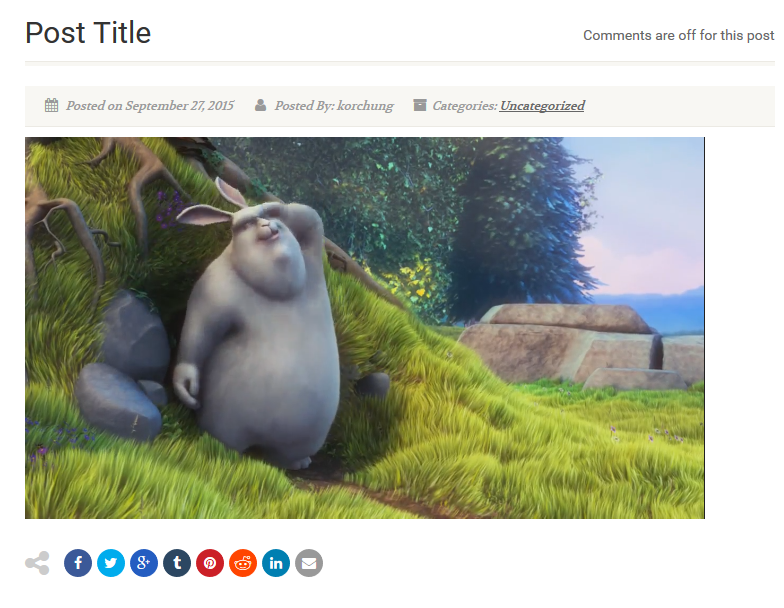 Post Title
Comments are off for this post
Posted on September 27, 2015 Posted By: korchung Categories: Uncategorized